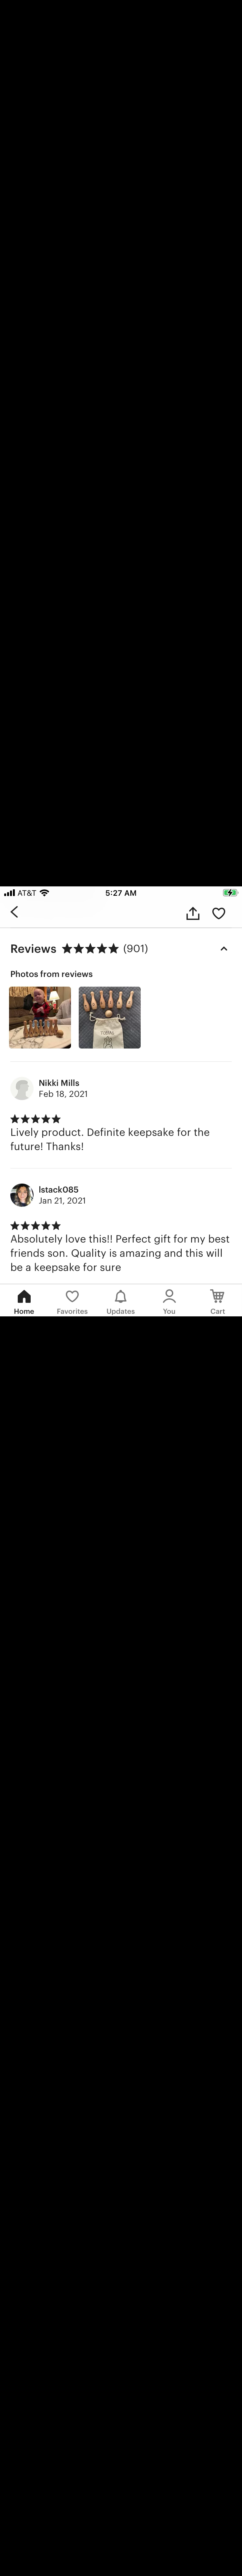 AT&T 5:27 AM
Reviews ★★★★★ (901)
Photos from reviews
Nikki Mills
Feb 18, 2021
★★★★★
Lively product. Definite keepsake for the
future! Thanks!
lstack085
Jan 21, 2021
★★★★★
Absolutely love this!! Perfect gift for my best
friends son. Quality is amazing and this will
be a keepsake for sure
Home Favorites Updates You Cart